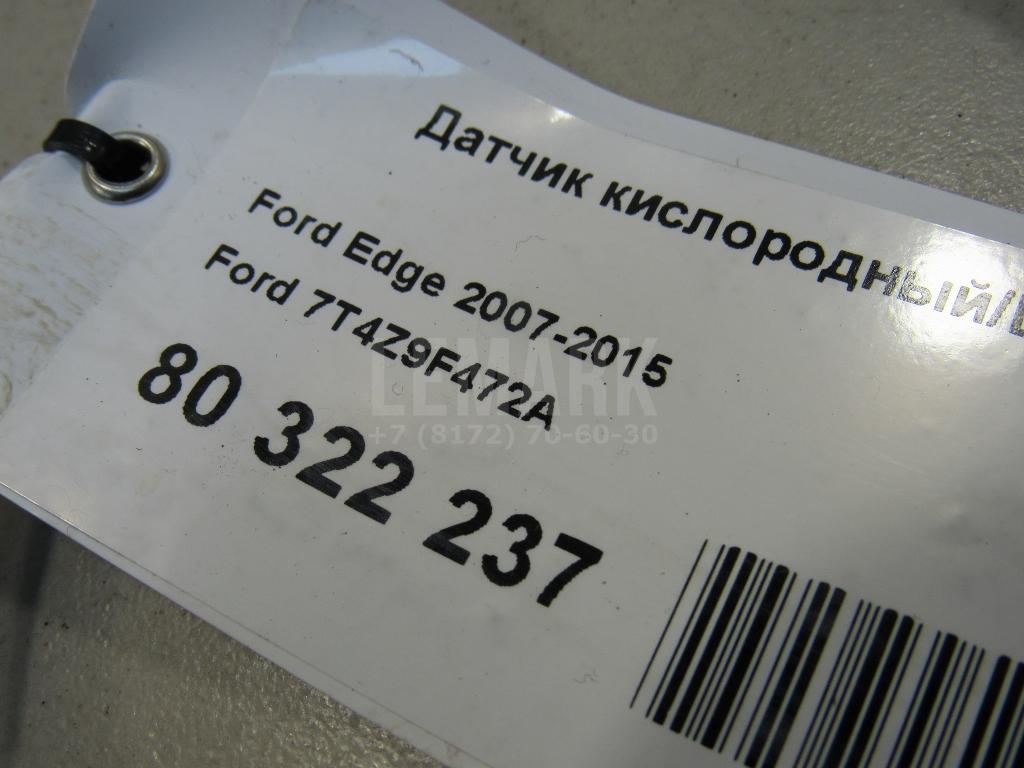 Датчик кислородный/
Ford Edge 2007-2015
Ford 7T4Z9F472A
80 322 237
LEMARK
+7 (8172) 70-60-30